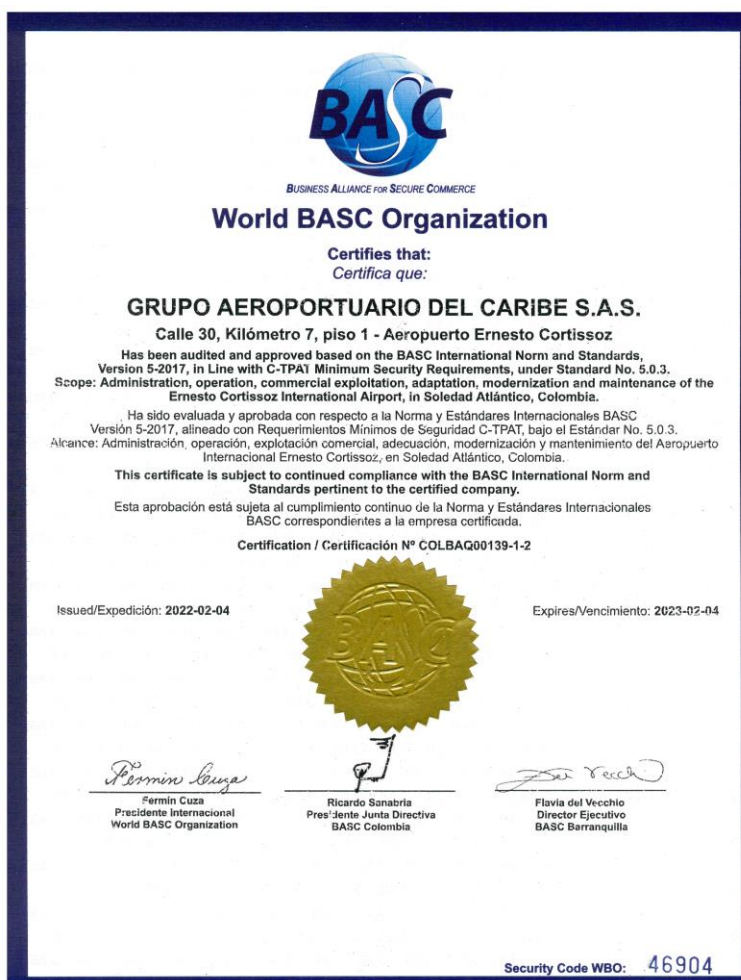 BASC
BUSINESS ALLIANCE FOR SECURE COMMERCE
World BASC Organization
Certifies that:
Certifica que:
GRUPO AEROPORTUARIO DEL CARIBE S.A.S.
Calle 30, Kilómetro 7, piso 1 - Aeropuerto Ernesto Cortissoz
Has been audited and approved based on the BASC International Norm and Standards,
Version 5-2017, in Line with C-TPAT Minimum Security Requirements, under Standard No. 5.0.3.
Scope: Administration, operation, commercial exploitation, adaptation, modernization and maintenance of the
Ernesto Cortissoz International Airport, in Soledad Atlántico, Colombia.
Ha sido evaluada y aprobada con respecto a la Norma y Estándares Internacionales BASC
Versión 5-2017, alineado con Requerimientos Mínimos de Seguridad C-TPAT, bajo el Estándar No. 5.0.3.
Alcance: Administración, operación, explotación comercial, adecuación, modernización y mantenimiento del Aeropuerto
Internacional Ernesto Cortissoz, en Soledad Atlántico, Colombia.
This certificate is subject to continued compliance with the BASC International Norm and
Standards pertinent to the certified company.
Esta aprobación está sujeta al cumplimiento continuo de la Norma y Estándares Internacionales
BASC correspondientes a la empresa certificada.
Certification / Certificación Nº COLBAQ00139-1-2
Issued/Expedición: 2022-02-04
Expires/Vencimiento: 2023-02-04
BASC
Fermin Cuza
Fermin Cuza
Presidente Internacional
World BASC Organization
Ricardo Sanabria
Presidente Junta Directiva
BASC Colombia
Flavia del Vecchio
Director Ejecutivo
BASC Barranquilla
Security Code WBO: 46904